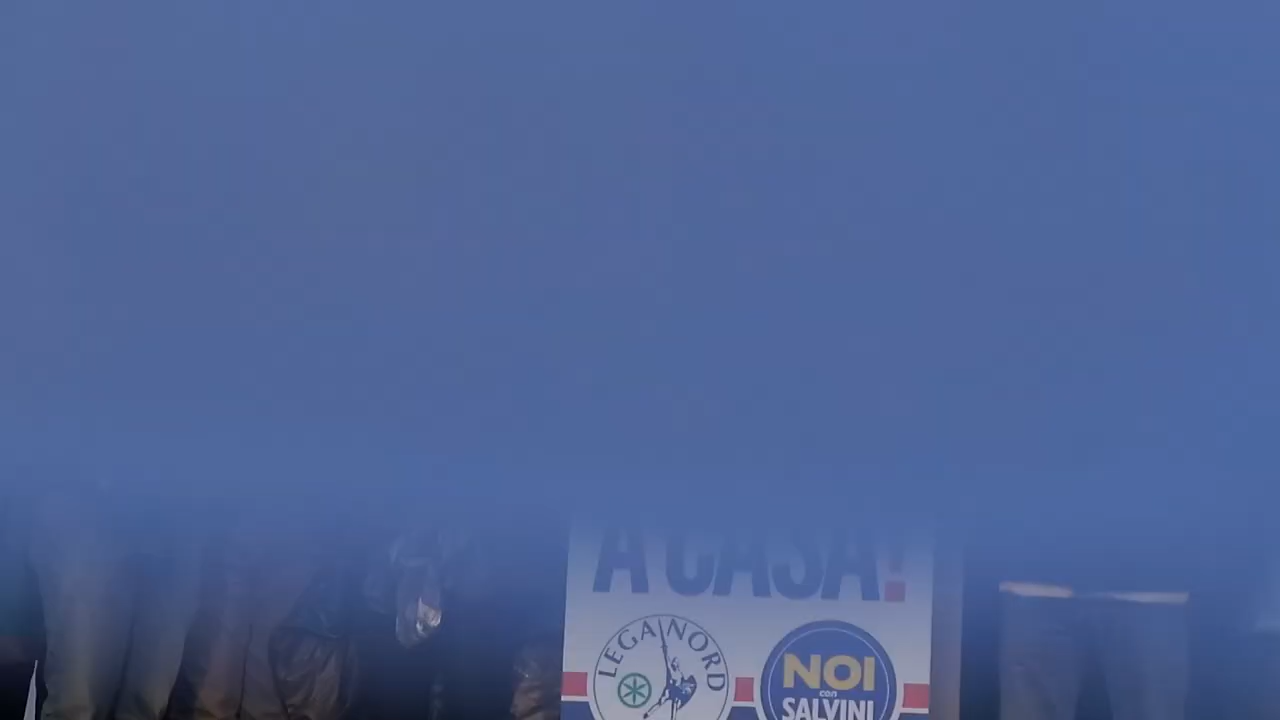 A CASA!
LEGA NORD
NOI
con
SALVINI